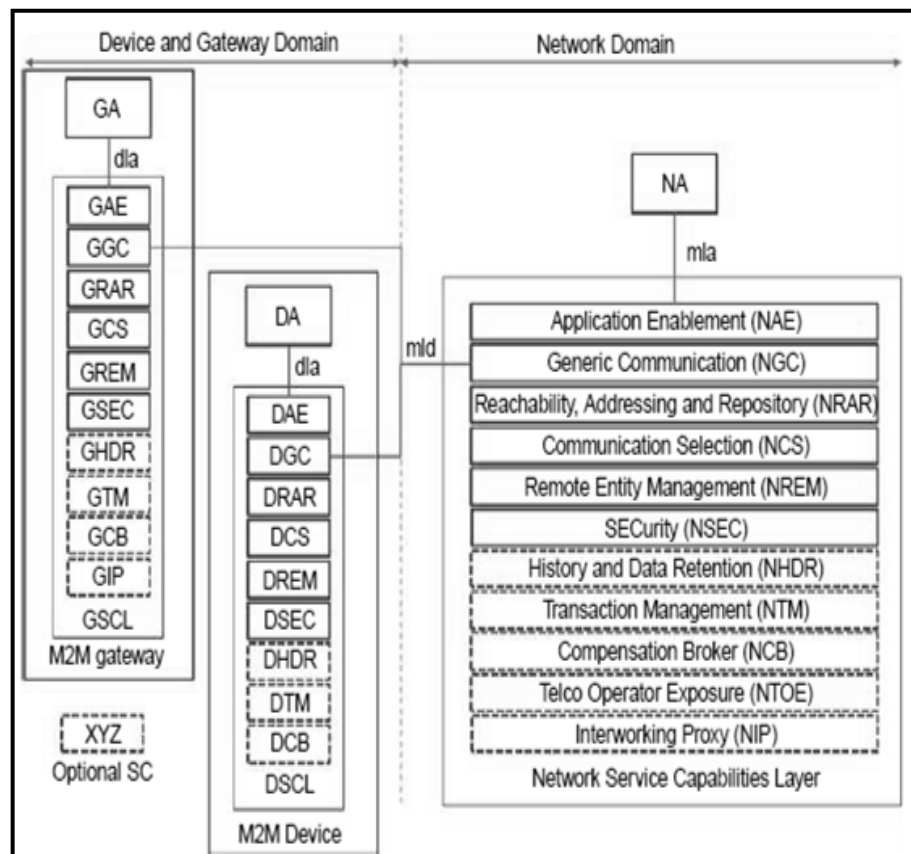 Device and Gateway Domain
Network Domain
GA
dla
GAE
GGC
GRAR
GCS
GREM
GSEC
GHDR
GTM
GCB
GIP
GSCL
M2M gateway
XYZ
Optional SC
DA
dla
DAE
DGC
DRAR
DCS
DREM
DSEC
DHDR
DTM
DCB
DSCL
M2M Device
mld
NA
mla
Application Enablement (NAE)
Generic Communication (NGC)
Reachability, Addressing and Repository (NRAR)
Communication Selection (NCS)
Remote Entity Management (NREM)
SECurity (NSEC)
History and Data Retention (NHDR)
Transaction Management (NTM)
Compensation Broker (NCB)
Telco Operator Exposure (NTOE)
Interworking Proxy (NIP)
Network Service Capabilities Layer